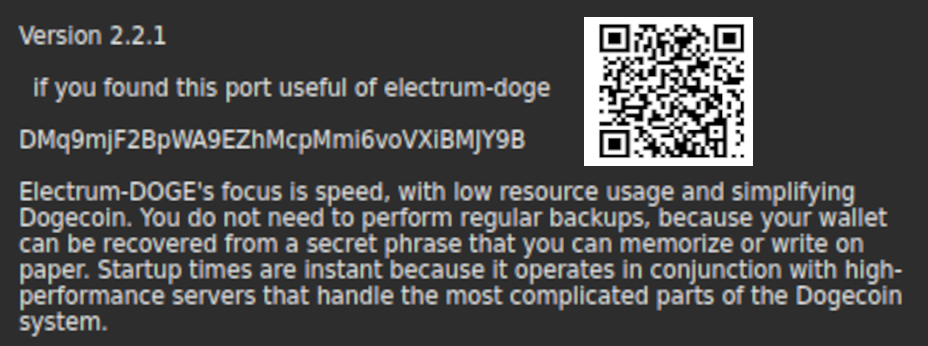 Version 2.2.1
if you found this port useful of electrum-doge
DMq9mjF2BpWA9EZhMcpMmi6voVXiBMJY9B
Electrum-DOGE's focus is speed, with low resource usage and simplifying
Dogecoin. You do not need to perform regular backups, because your wallet
can be recovered from a secret phrase that you can memorize or write on
paper. Startup times are instant because it operates in conjunction with high-
performance servers that handle the most complicated parts of the Dogecoin
system.